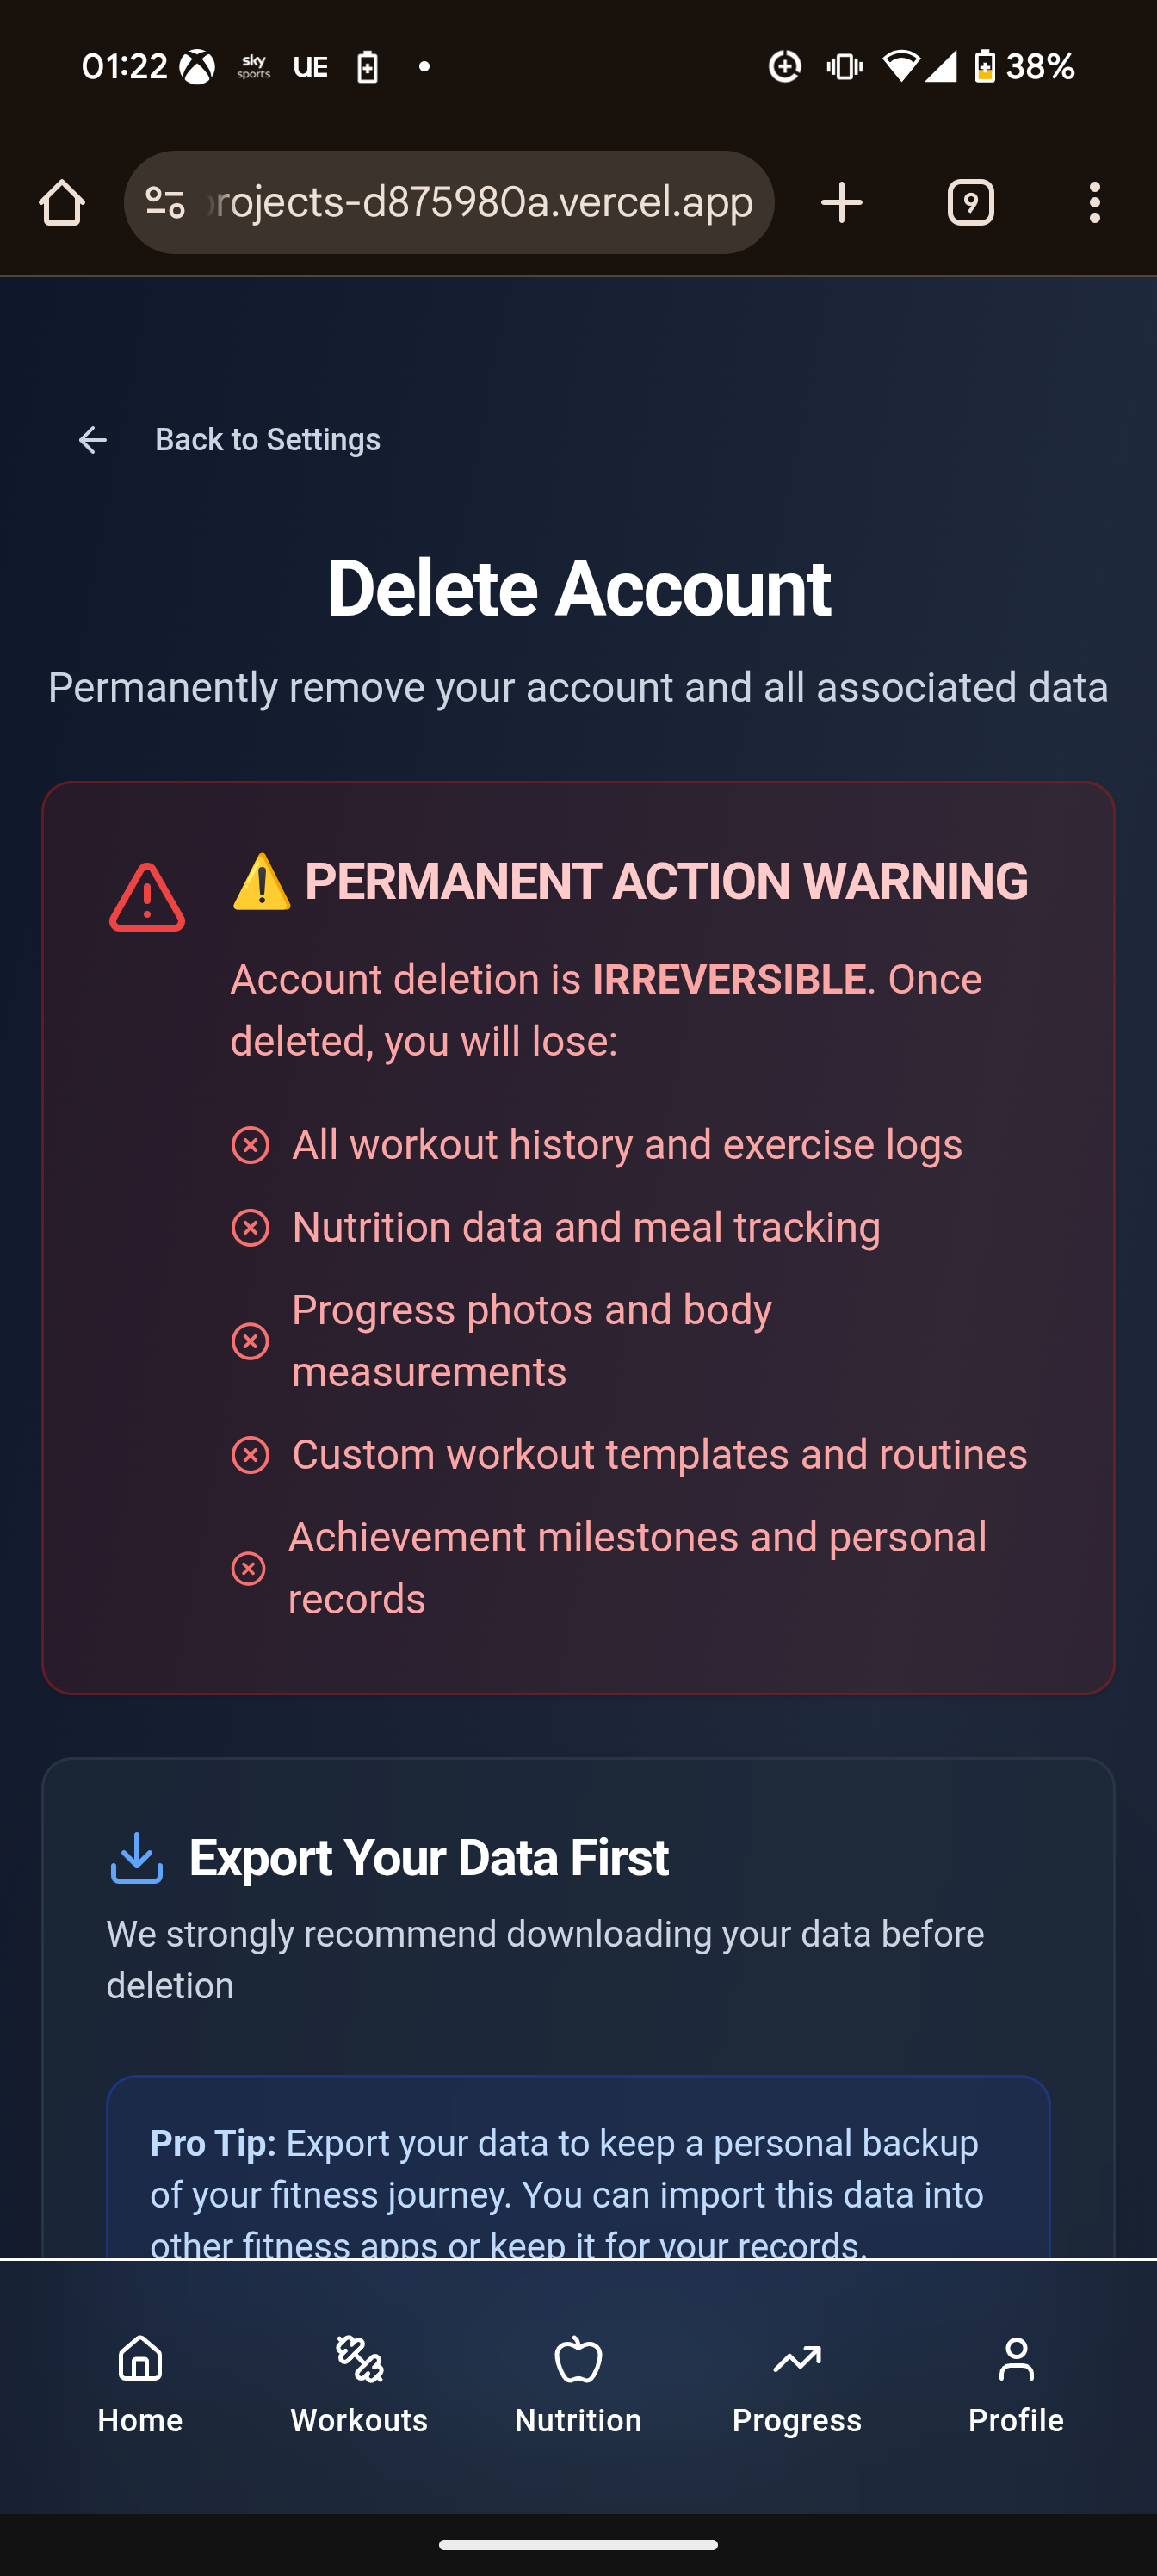 01:22 sky sports UE 38%
rojects-d875980a.vercel.app 9
Back to Settings
Delete Account
Permanently remove your account and all associated data
⚠️ PERMANENT ACTION WARNING
Account deletion is IRREVERSIBLE. Once
deleted, you will lose:
All workout history and exercise logs
Nutrition data and meal tracking
Progress photos and body
measurements
Custom workout templates and routines
Achievement milestones and personal
records
Export Your Data First
We strongly recommend downloading your data before
deletion
Pro Tip: Export your data to keep a personal backup
of your fitness journey. You can import this data into
other fitness apps or keep it for your records.
Home Workouts Nutrition Progress Profile